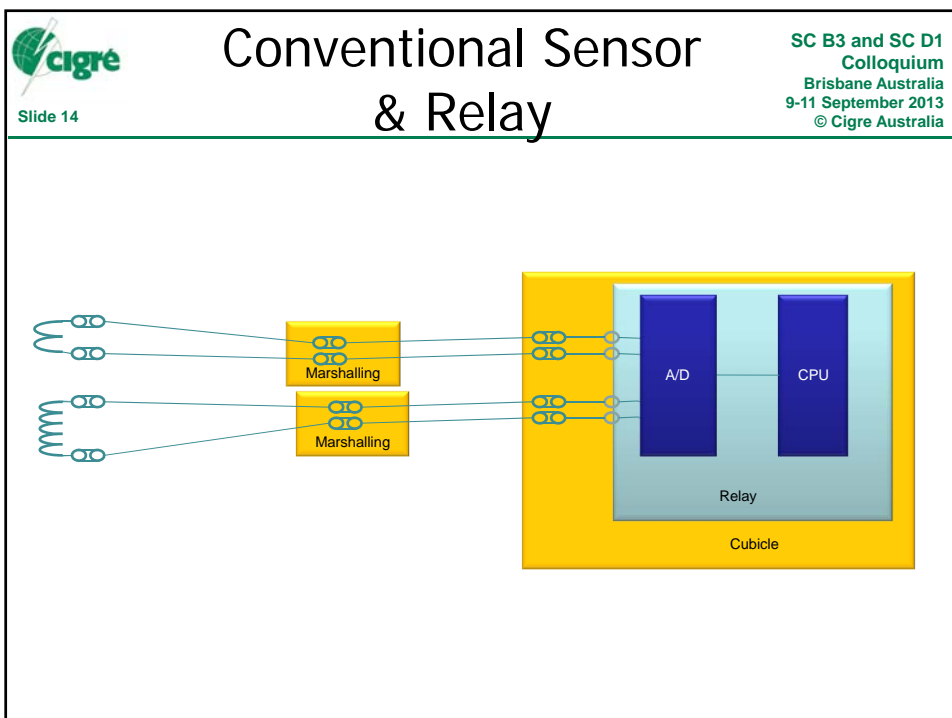 cigré
Slide 14
Conventional Sensor
& Relay
SC B3 and SC D1
Colloquium
Brisbane Australia
9-11 September 2013
© Cigre Australia
Marshalling
Marshalling
A/D
CPU
Relay
Cubicle